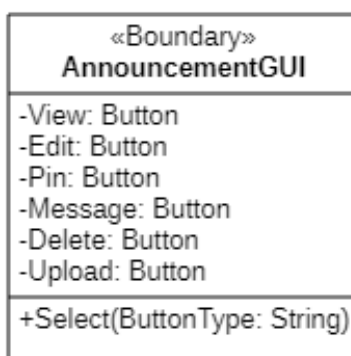 «Boundary»
AnnouncementGUI
-View: Button
-Edit: Button
-Pin: Button
-Message: Button
-Delete: Button
-Upload: Button
+Select(ButtonType: String)